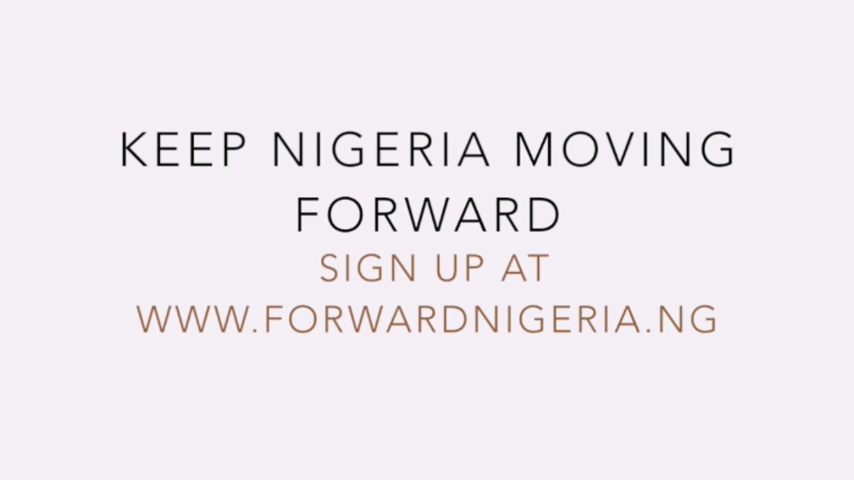 KEEP NIGERIA MOVING
FORWARD
SIGN UP AT
WWW.FORWARDNIGERIA.NG